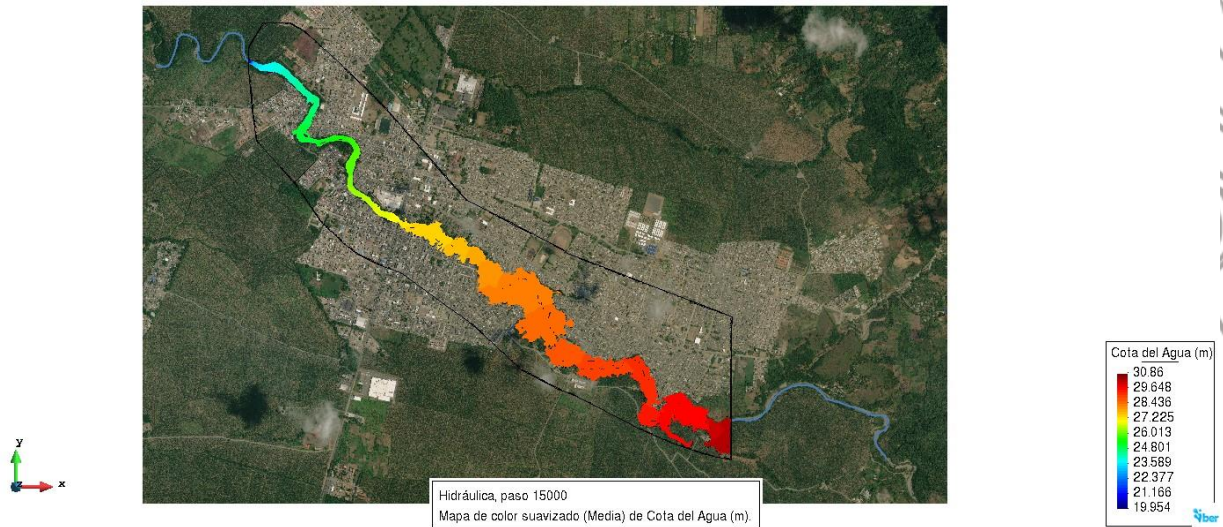 Cota del Agua (m)
30.86
29.648
28.436
27.225
26.013
24.801
23.589
22.377
21.166
19.954
y
z
x
Hidráulica, paso 15000
Mapa de color suavizado (Media) de Cota del Agua (m).
Iber